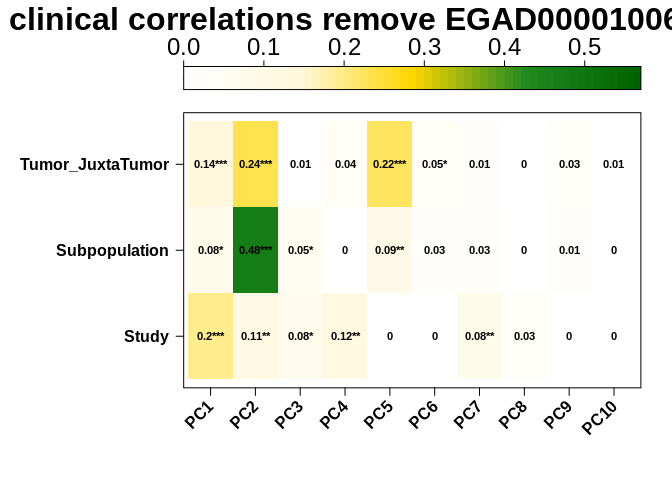 clinical correlations remove EGAD00001006
0.0 0.1 0.2 0.3 0.4 0.5
Tumor_JuxtaTumor 0.14*** 0.24*** 0.01 0.04 0.22*** 0.05* 0.01 0 0.03 0.01
Subpopulation 0.08* 0.48*** 0.05* 0 0.09** 0.03 0.03 0 0.01 0
Study 0.2*** 0.11** 0.08* 0.12** 0 0 0.08** 0.03 0 0
PC1 PC2 PC3 PC4 PC5 PC6 PC7 PC8 PC9 PC10